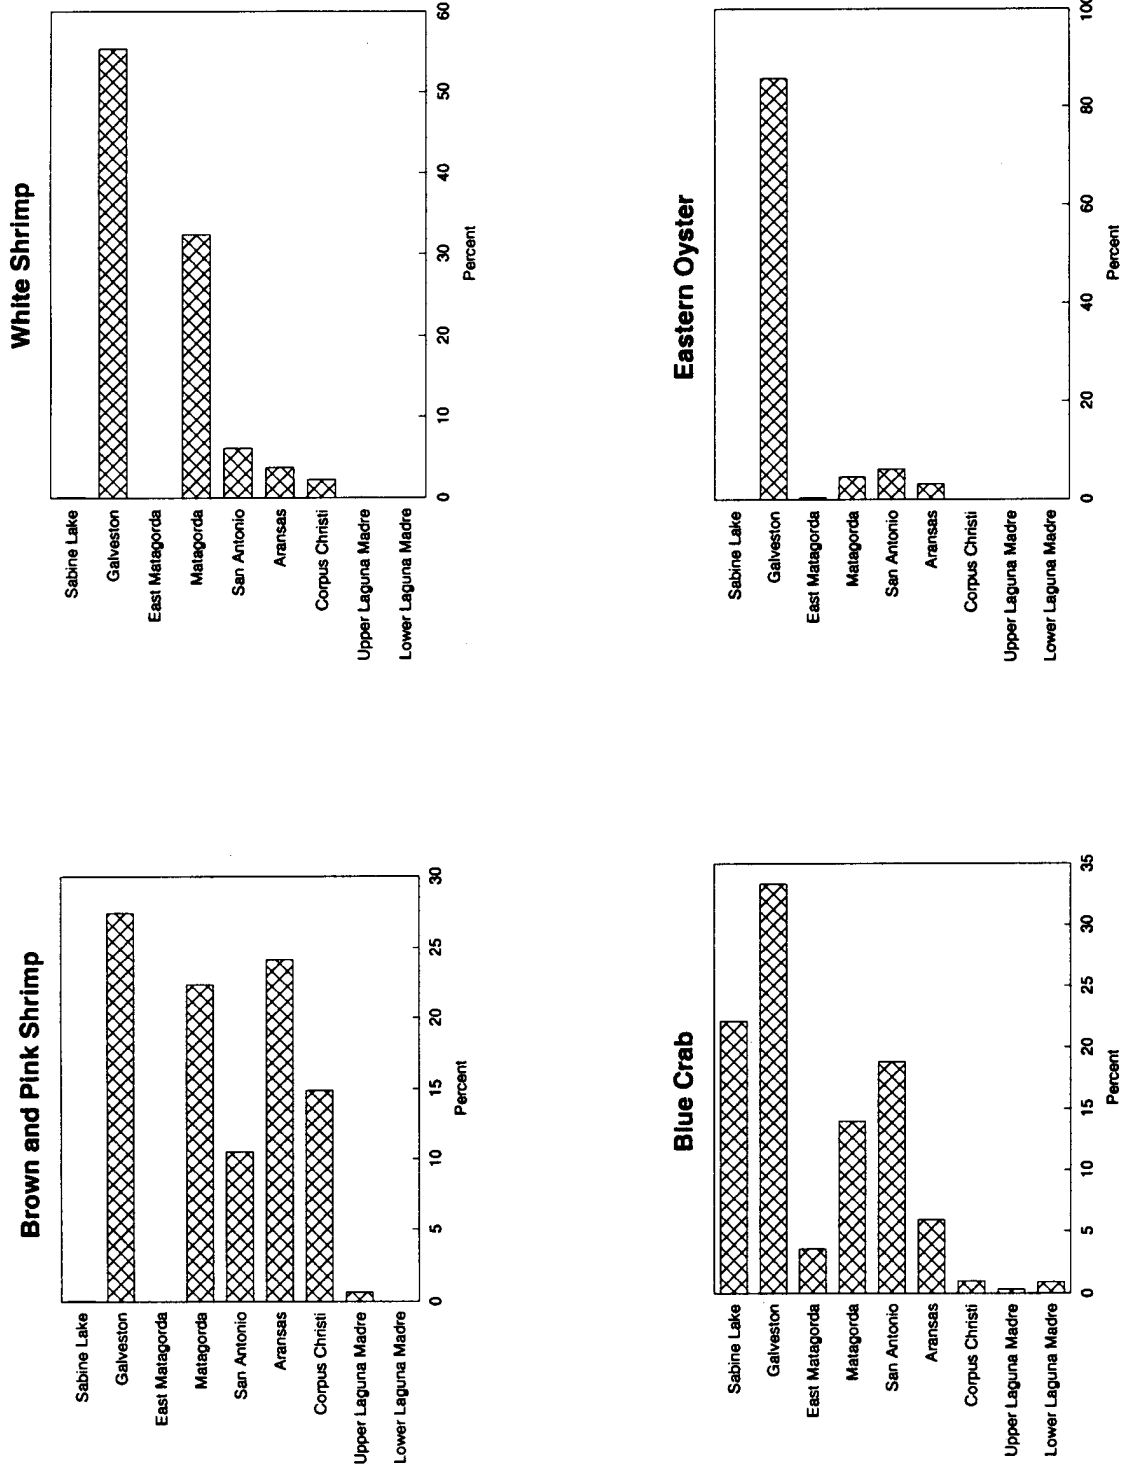 Brown and Pink Shrimp
Sabine Lake
Galveston
East Matagorda
Matagorda
San Antonio
Aransas
Corpus Christi
Upper Laguna Madre
Lower Laguna Madre
0 5 10 15 20 25 30
Percent
White Shrimp
Sabine Lake
Galveston
East Matagorda
Matagorda
San Antonio
Aransas
Corpus Christi
Upper Laguna Madre
Lower Laguna Madre
0 10 20 30 40 50 60
Percent
Blue Crab
Sabine Lake
Galveston
East Matagorda
Matagorda
San Antonio
Aransas
Corpus Christi
Upper Laguna Madre
Lower Laguna Madre
0 5 10 15 20 25 30 35
Percent
Eastern Oyster
Sabine Lake
Galveston
East Matagorda
Matagorda
San Antonio
Aransas
Corpus Christi
Upper Laguna Madre
Lower Laguna Madre
0 20 40 60 80 100
Percent